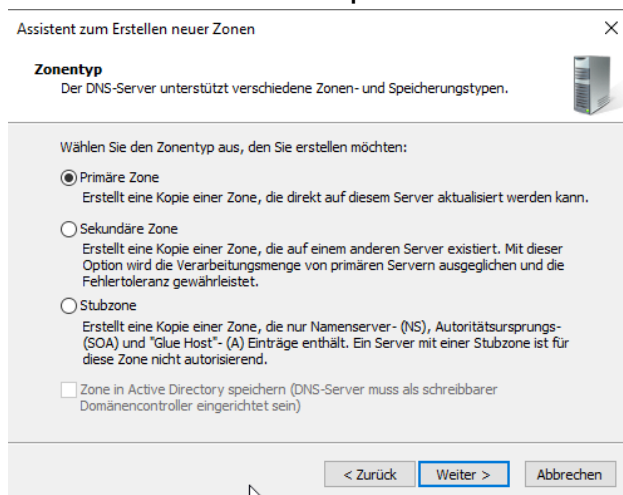 Assistent zum Erstellen neuer Zonen
Zonentyp
Der DNS-Server unterstützt verschiedene Zonen- und Speicherungstypen.
Wählen Sie den Zonentyp aus, den Sie erstellen möchten:
Primäre Zone
Erstellt eine Kopie einer Zone, die direkt auf diesem Server aktualisiert werden kann.
Sekundäre Zone
Erstellt eine Kopie einer Zone, die auf einem anderen Server existiert. Mit dieser
Option wird die Verarbeitungsmenge von primären Servern ausgeglichen und die
Fehlertoleranz gewährleistet.
Stubzone
Erstellt eine Kopie einer Zone, die nur Namenserver- (NS), Autoritätsursprungs-
(SOA) und "Glue Host"- (A) Einträge enthält. Ein Server mit einer Stubzone ist für
diese Zone nicht autorisierend.
Zone in Active Directory speichern (DNS-Server muss als schreibbarer
Domänencontroller eingerichtet sein)
< Zurück Weiter > Abbrechen